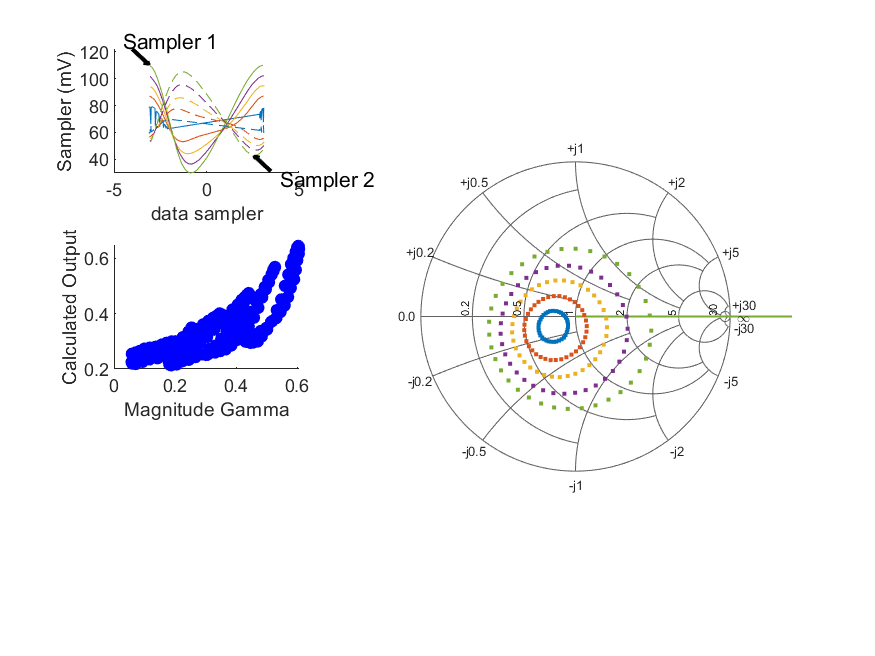 Sampler 1
120
100
80
60
40
Sampler (mV)
-5
0
5
Sampler 2
data sampler
0.6
0.4
0.2
Calculated Output
0
0.2
0.4
0.6
Magnitude Gamma
+j1
+j0.5
+j2
+j0.2
+j5
0.0
0.2
0.5
1
2
5
30
+j30
-j30
-j0.2
-j5
-j0.5
-j2
-j1